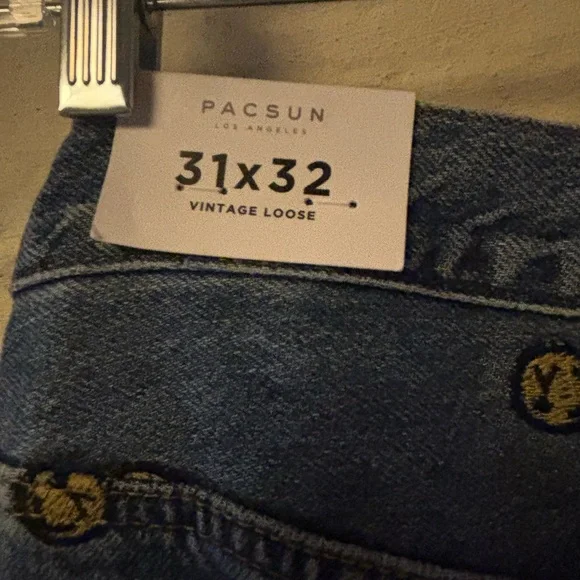 PACSUN
LOS ANGELES
31x32
VINTAGE LOOSE